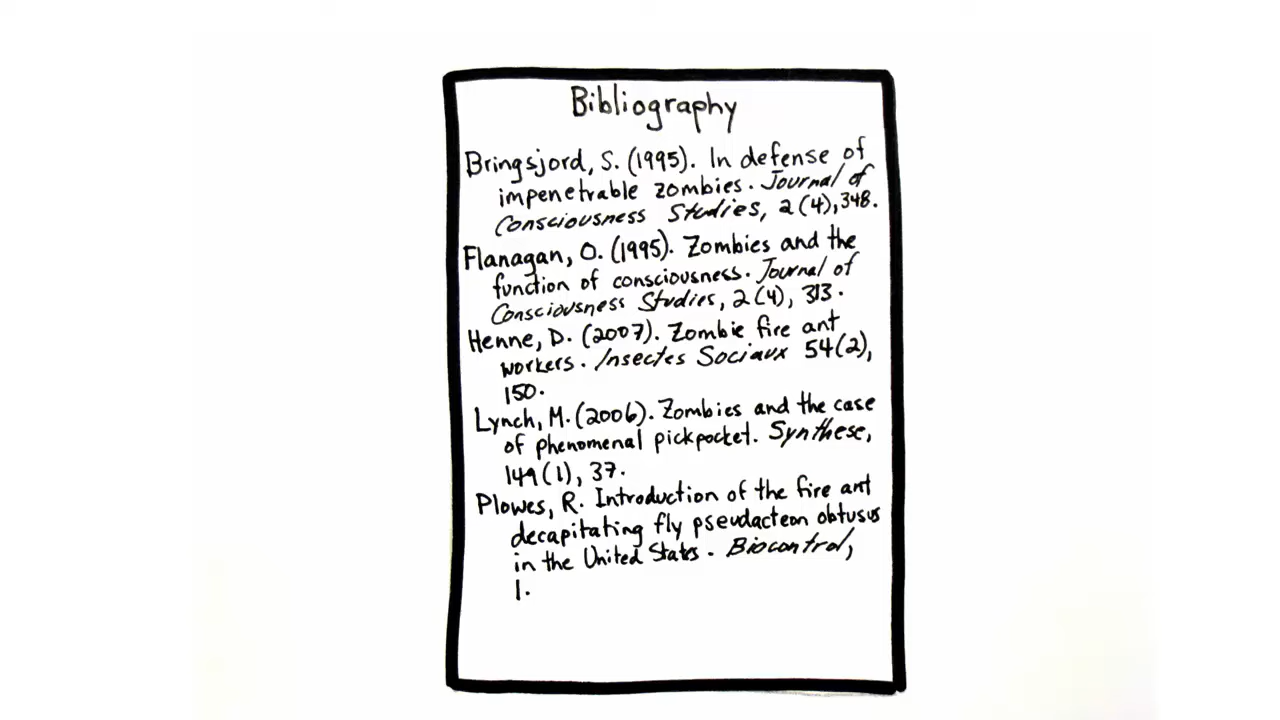 Bibliography
Bringsjord, S. (1995). In defense of
impenetrable zombies. Journal of
Consciousness Studies, 2(4), 348.
Flanagan, O. (1995). Zombies and the
function of consciousness. Journal of
Consciousness Studies, 2(4), 313.
Henne, D. (2007). Zombie fire ant
workers. Insectes Sociaux 54(2),
150.
Lynch, M. (2006). Zombies and the case
of phenomenal pickpocket. Synthese,
149(1), 37.
Plowes, R. Introduction of the fire ant
decapitating fly pseudacteon obtusus
in the United States. Biocontrol,
1.